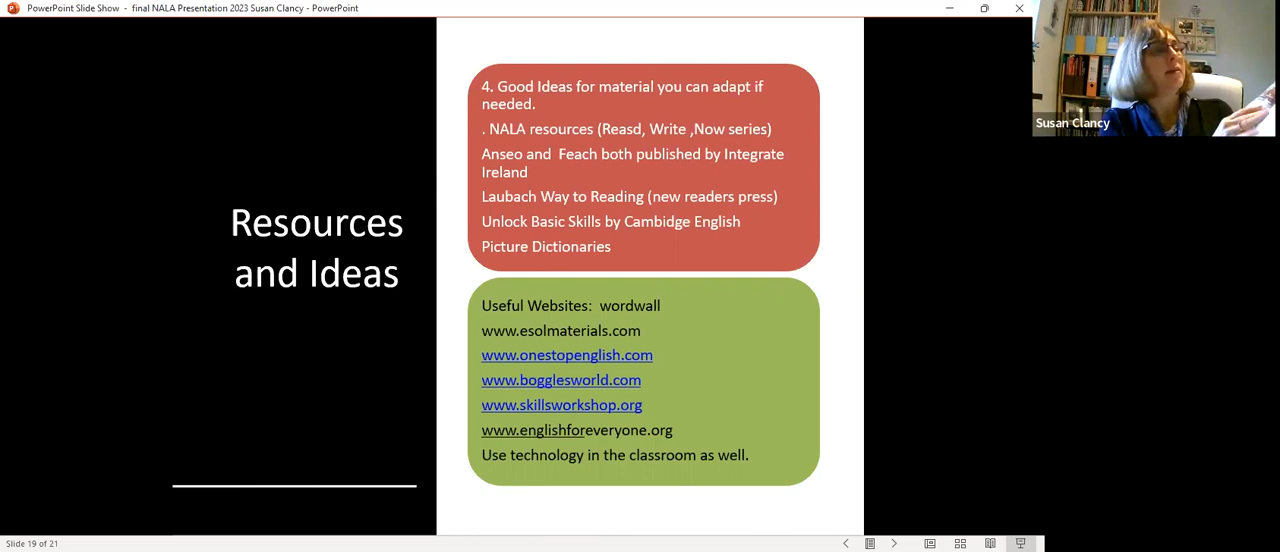 PowerPoint Slide Show - final NALA Presentation 2023 Susan Clancy - PowerPoint
Susan Clancy
Resources
and Ideas
4. Good Ideas for material you can adapt if
needed.
. NALA resources (Reasd, Write ,Now series)
Anseo and Feach both published by Integrate
Ireland
Laubach Way to Reading (new readers press)
Unlock Basic Skills by Cambidge English
Picture Dictionaries
Useful Websites: wordwall
www.esolmaterials.com
www.onestopenglish.com
www.bogglesworld.com
www.skillsworkshop.org
www.englishforeveryone.org
Use technology in the classroom as well.
Slide 19 of 21